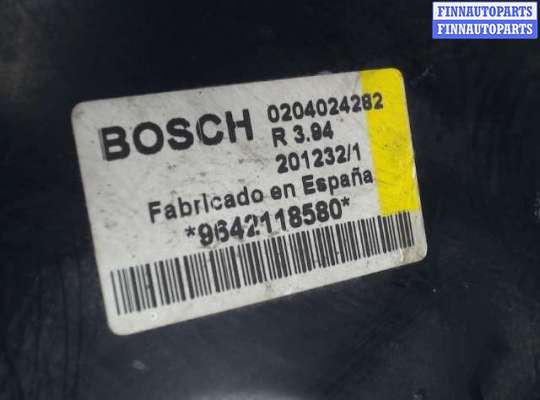 FINNAUTOPARTS
FINNAUTOPARTS
BOSCH 0204024282
R 3.94
201232/1
Fabricado en España
*9642118580*